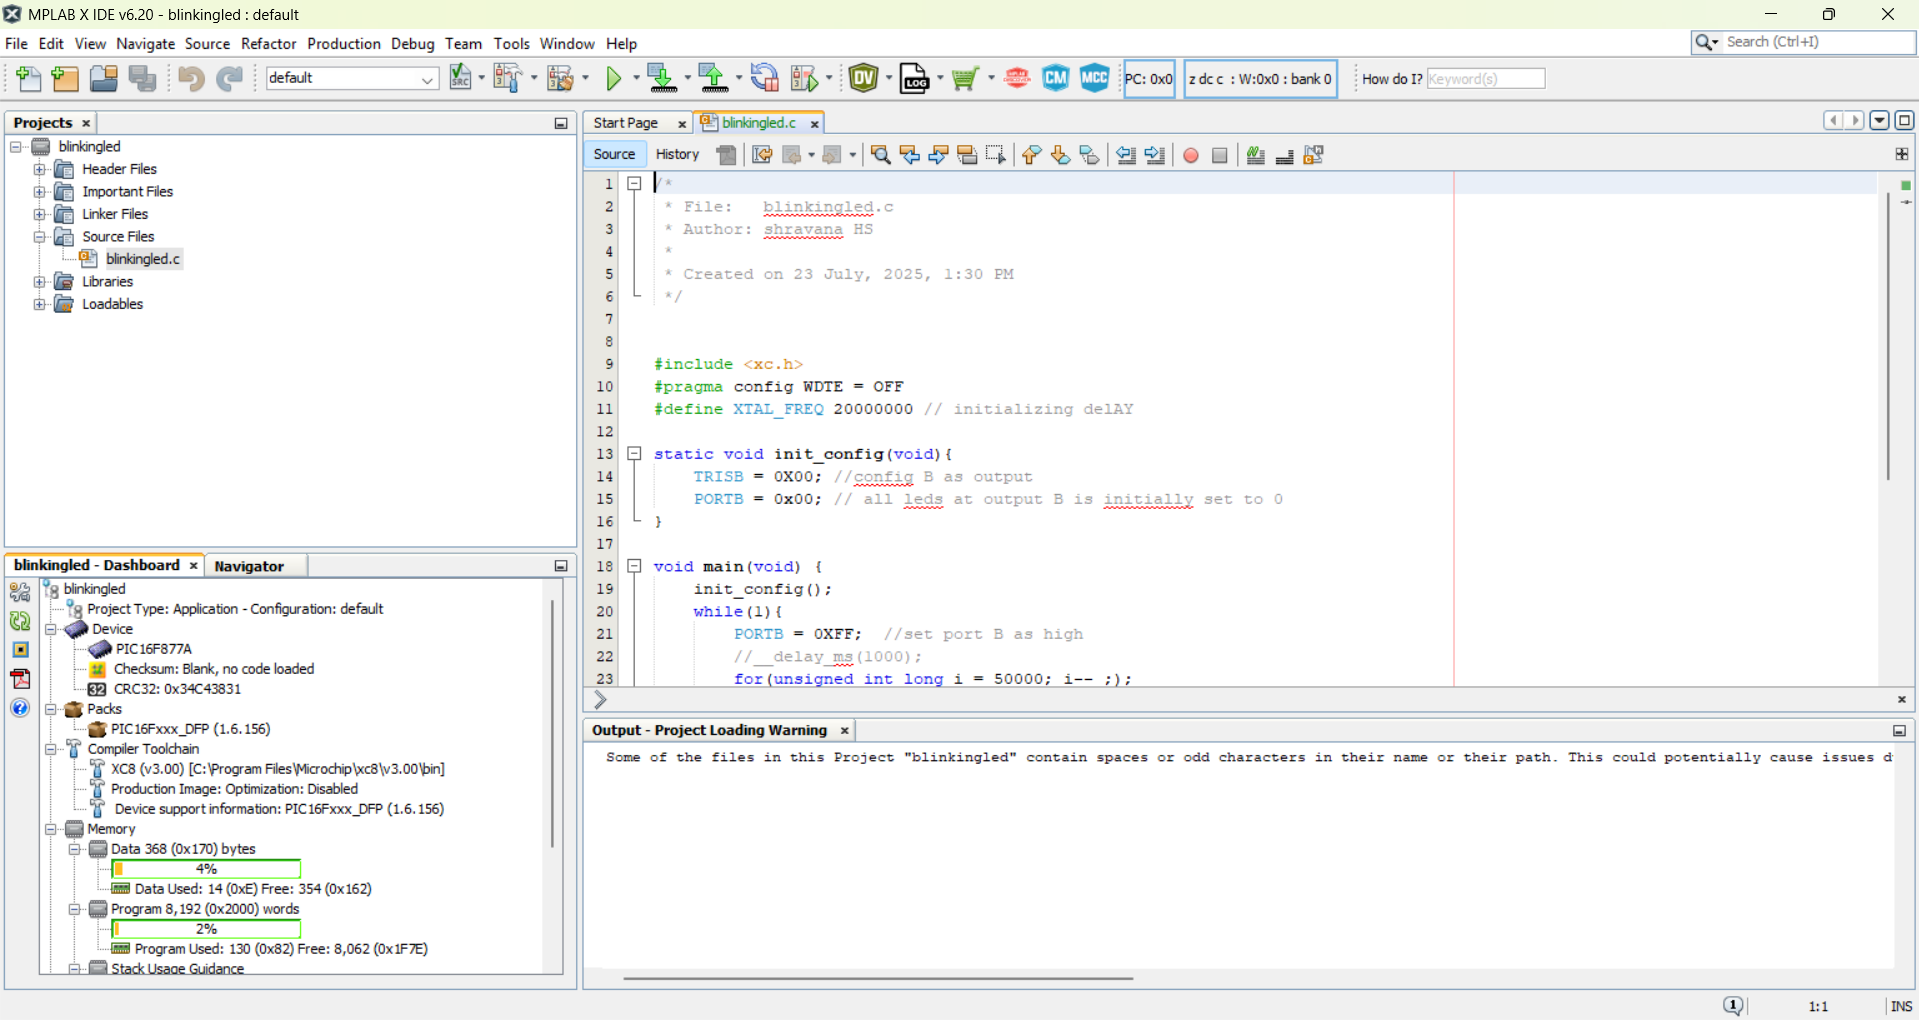 MPLAB X IDE v6.20 - blinkingled : default
File Edit View Navigate Source Refactor Production Debug Team Tools Window Help
Search (Ctrl+I)
default
PC: 0x0
z dc c : W:0x0 : bank 0
How do I? Keyword(s)
Projects
blinkingled
Header Files
Important Files
Linker Files
Source Files
blinkingled.c
Libraries
Loadables
Start Page
blinkingled.c
Source History
1 /*
2 * File: blinkingled.c
3 * Author: shravana HS
4 *
5 * Created on 23 July, 2025, 1:30 PM
6 */
7
8
9 #include <xc.h>
10 #pragma config WDTE = OFF
11 #define XTAL_FREQ 20000000 // initializing delAY
12
13 static void init_config(void){
14 TRISB = 0X00; //config B as output
15 PORTB = 0x00; // all leds at output B is initially set to 0
16 }
17
18 void main(void) {
19 init_config();
20 while(1){
21 PORTB = 0XFF; //set port B as high
22 //__delay_ms(1000);
23 for(unsigned int long i = 50000; i-- ;);
blinkingled - Dashboard
Navigator
blinkingled
Project Type: Application - Configuration: default
Device
PIC16F877A
Checksum: Blank, no code loaded
CRC32: 0x34C43831
Packs
PIC16Fxxx_DFP (1.6.156)
Compiler Toolchain
XC8 (v3.00) [C:\Program Files\Microchip\xc8\v3.00\bin]
Production Image: Optimization: Disabled
Device support information: PIC16Fxxx_DFP (1.6.156)
Memory
Data 368 (0x170) bytes
4%
Data Used: 14 (0xE) Free: 354 (0x162)
Program 8,192 (0x2000) words
2%
Program Used: 130 (0x82) Free: 8,062 (0x1F7E)
Stack Usage Guidance
Output - Project Loading Warning
Some of the files in this Project "blinkingled" contain spaces or odd characters in their name or their path. This could potentially cause issues d
1
1:1
INS